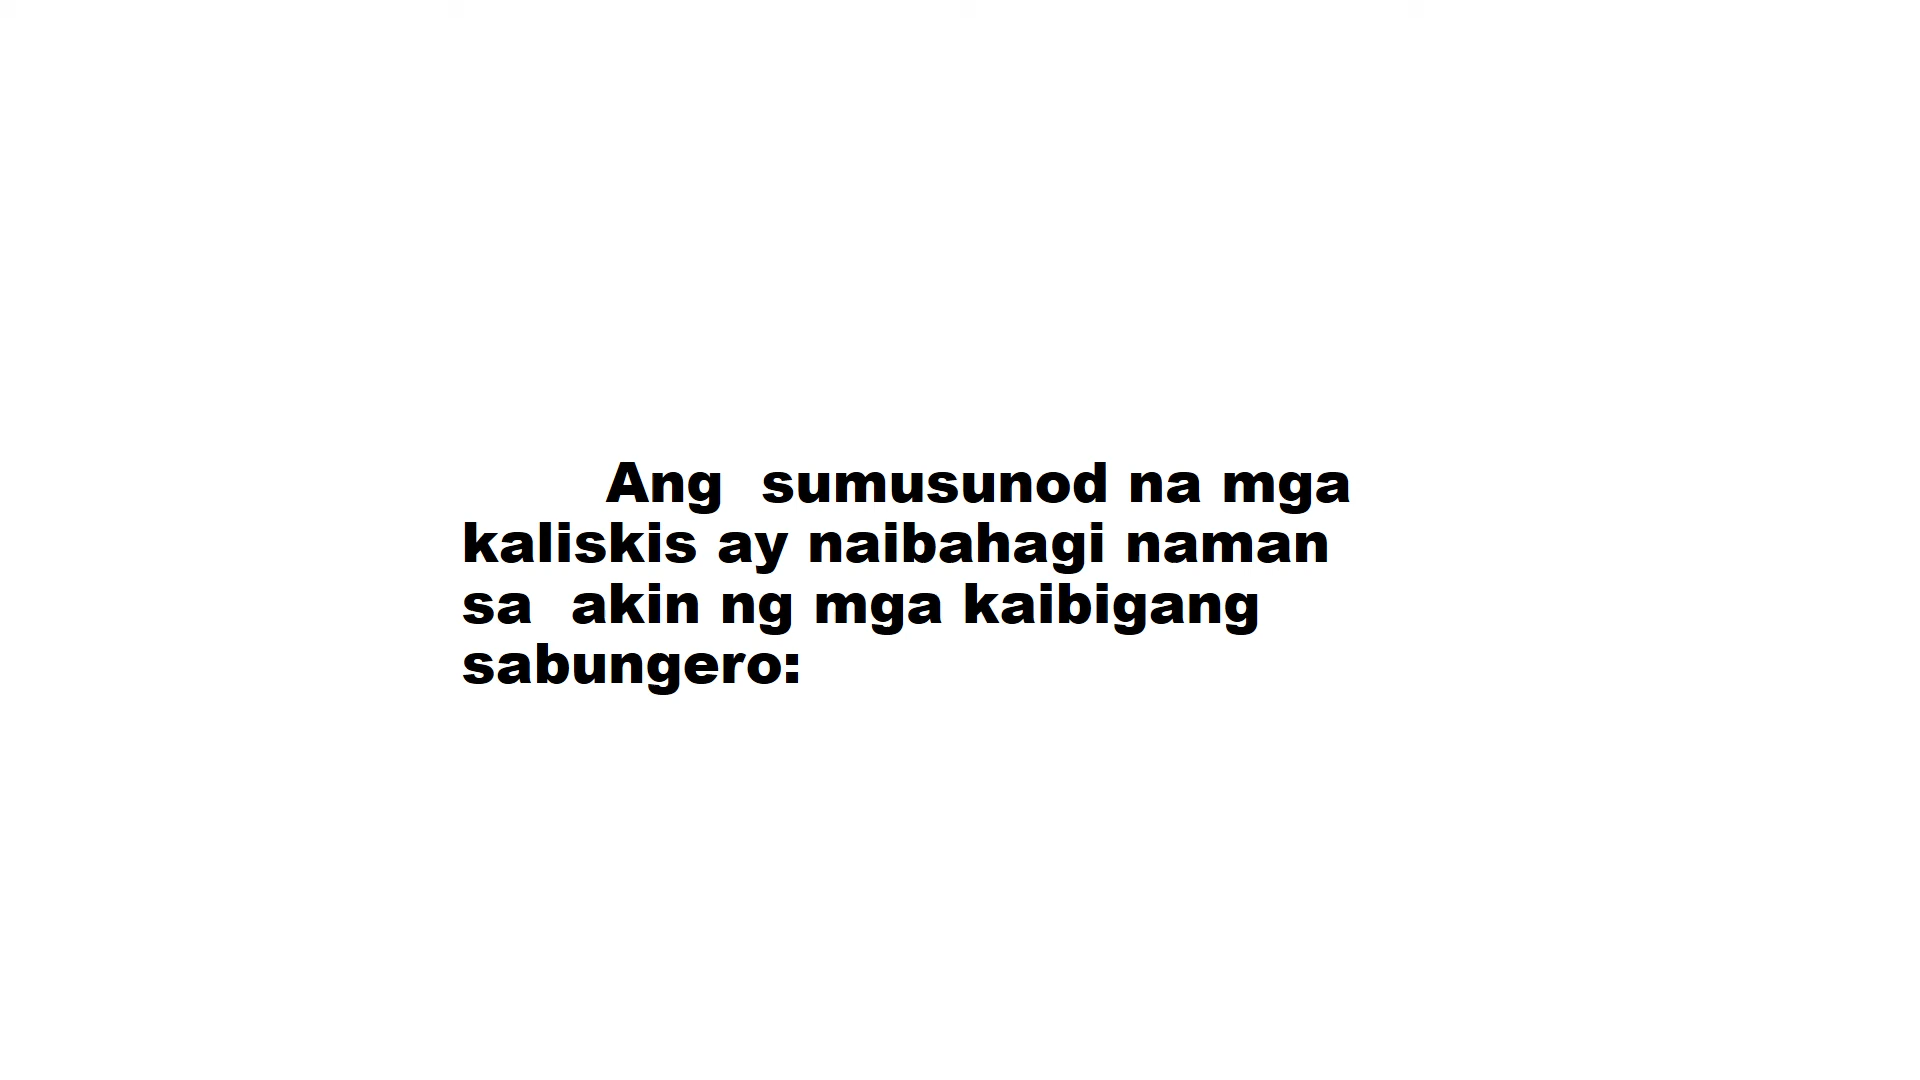 Ang  sumusunod na mga
kaliskis ay naibahagi naman
sa  akin ng mga kaibigang
sabungero: